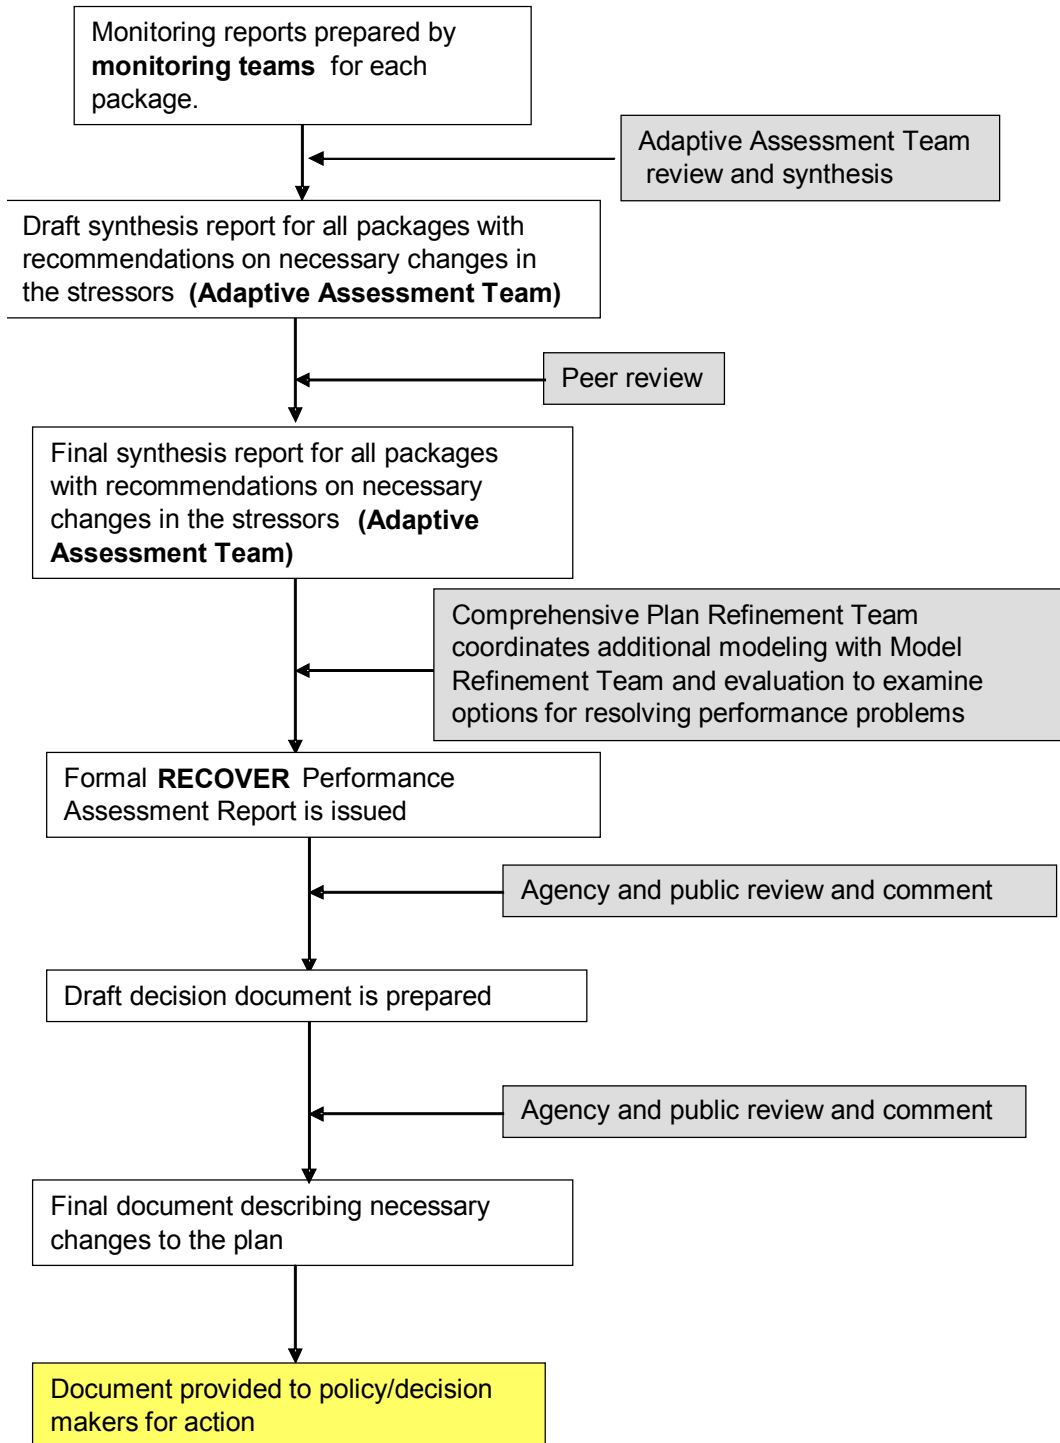 Monitoring reports prepared by
monitoring teams for each
package.
Adaptive Assessment Team
review and synthesis
Draft synthesis report for all packages with
recommendations on necessary changes in
the stressors (Adaptive Assessment Team)
Peer review
Final synthesis report for all packages
with recommendations on necessary
changes in the stressors (Adaptive
Assessment Team)
Comprehensive Plan Refinement Team
coordinates additional modeling with Model
Refinement Team and evaluation to examine
options for resolving performance problems
Formal RECOVER Performance
Assessment Report is issued
Agency and public review and comment
Draft decision document is prepared
Agency and public review and comment
Final document describing necessary
changes to the plan
Document provided to policy/decision
makers for action